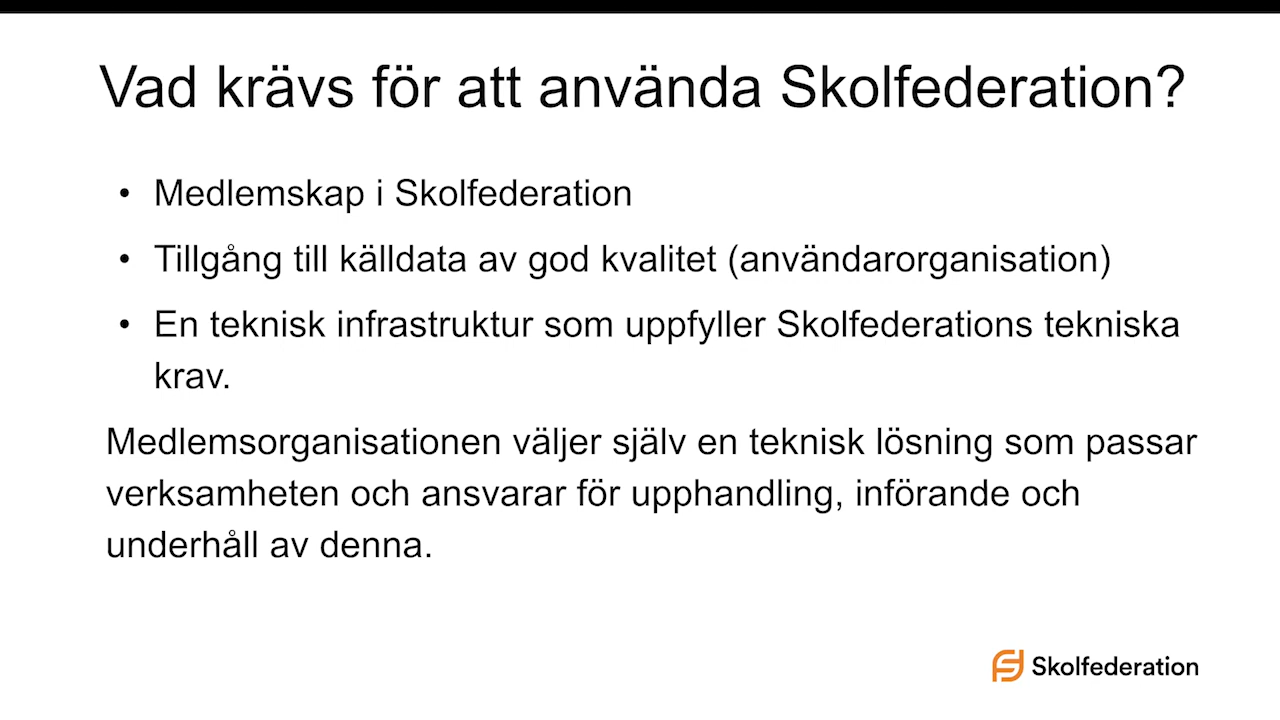 Vad krävs för att använda Skolfederation?
• Medlemskap i Skolfederation
• Tillgång till källdata av god kvalitet (användarorganisation)
• En teknisk infrastruktur som uppfyller Skolfederations tekniska
krav.
Medlemsorganisationen väljer själv en teknisk lösning som passar
verksamheten och ansvarar för upphandling, införande och
underhåll av denna.
Skolfederation